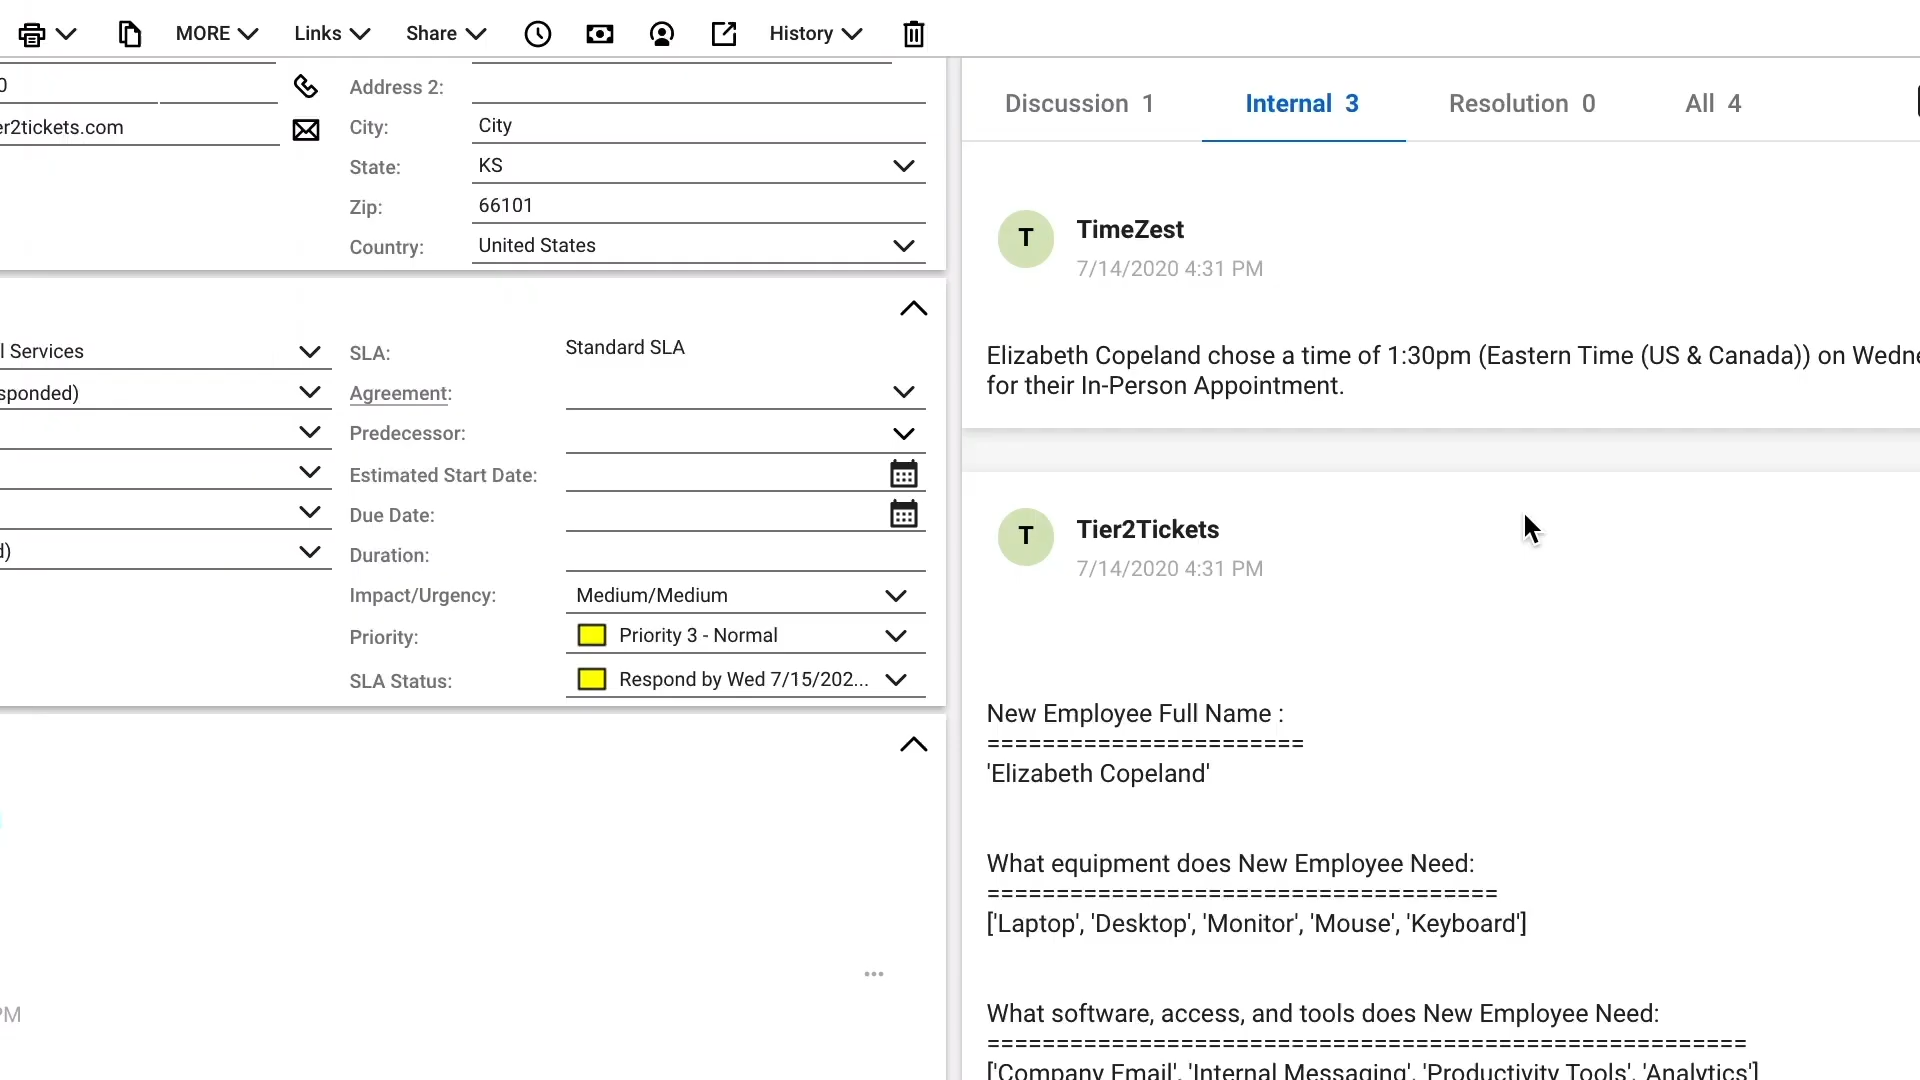 MORE
Links
Share
History
0
er2tickets.com
Address 2:
City: City
State: KS
Zip: 66101
Country: United States
l Services
sponded)
d)
SLA: Standard SLA
Agreement:
Predecessor:
Estimated Start Date:
Due Date:
Duration:
Impact/Urgency: Medium/Medium
Priority: Priority 3 - Normal
SLA Status: Respond by Wed 7/15/202...
...
PM
Discussion 1
Internal 3
Resolution 0
All 4
T
TimeZest
7/14/2020 4:31 PM
Elizabeth Copeland chose a time of 1:30pm (Eastern Time (US & Canada)) on Wedne
for their In-Person Appointment.
T
Tier2Tickets
7/14/2020 4:31 PM
New Employee Full Name :
=======================
'Elizabeth Copeland'
What equipment does New Employee Need:
=====================================
['Laptop', 'Desktop', 'Monitor', 'Mouse', 'Keyboard']
What software, access, and tools does New Employee Need:
=======================================================
['Company Email', 'Internal Messaging', 'Productivity Tools', 'Analytics']